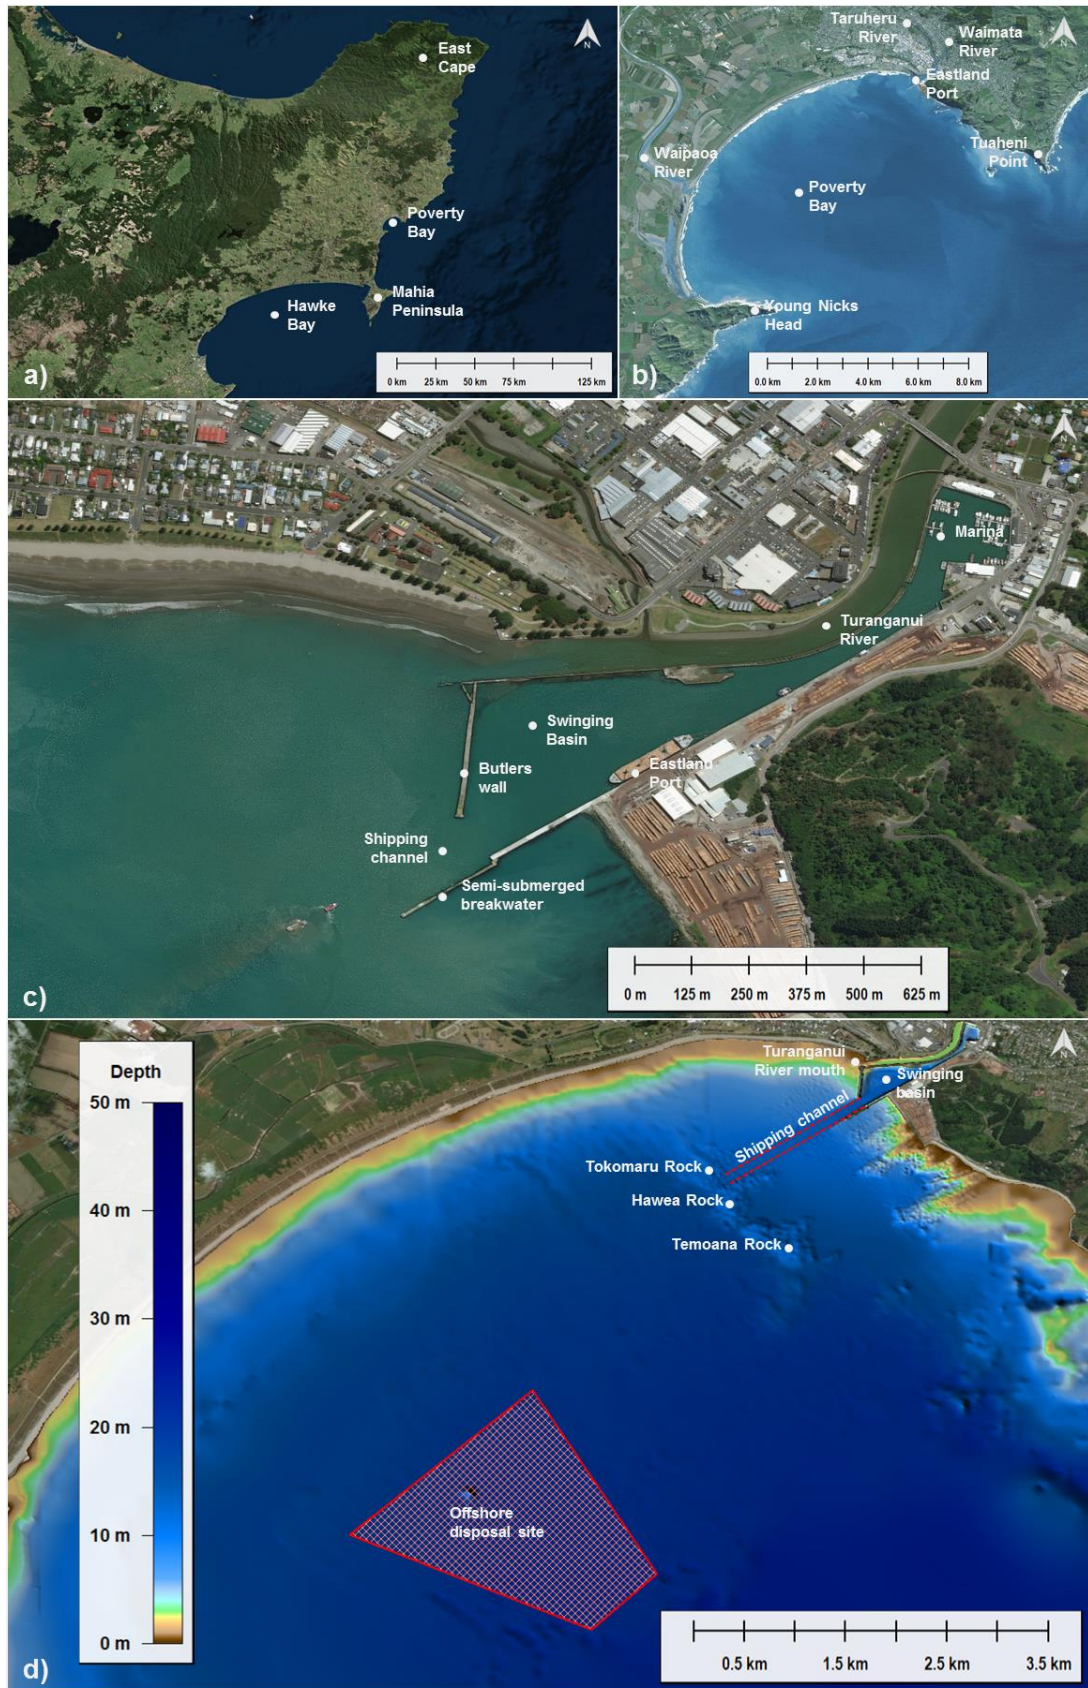 East
Cape
Poverty
Bay
Mahia
Peninsula
Hawke
Bay
0 km 25 km 50 km 75 km 125 km
N
a)
Taruheru
River
Waimata
River
Eastland
Port
Tuaheni
Point
Waipaoa
River
Poverty
Bay
Young Nicks
Head
0.0 km 2.0 km 4.0 km 6.0 km 8.0 km
N
b)
N
Marina
Turanganui
River
Swinging
Basin
Butlers
wall
Eastland
Port
Shipping
channel
Semi-submerged
breakwater
0 m 125 m 250 m 375 m 500 m 625 m
c)
N
Depth
50 m
40 m
30 m
20 m
10 m
0 m
Turanganui
River mouth
Swinging
basin
Shipping channel
Tokomaru Rock
Hawea Rock
Temoana Rock
Offshore
disposal site
0.5 km 1.5 km 2.5 km 3.5 km
d)